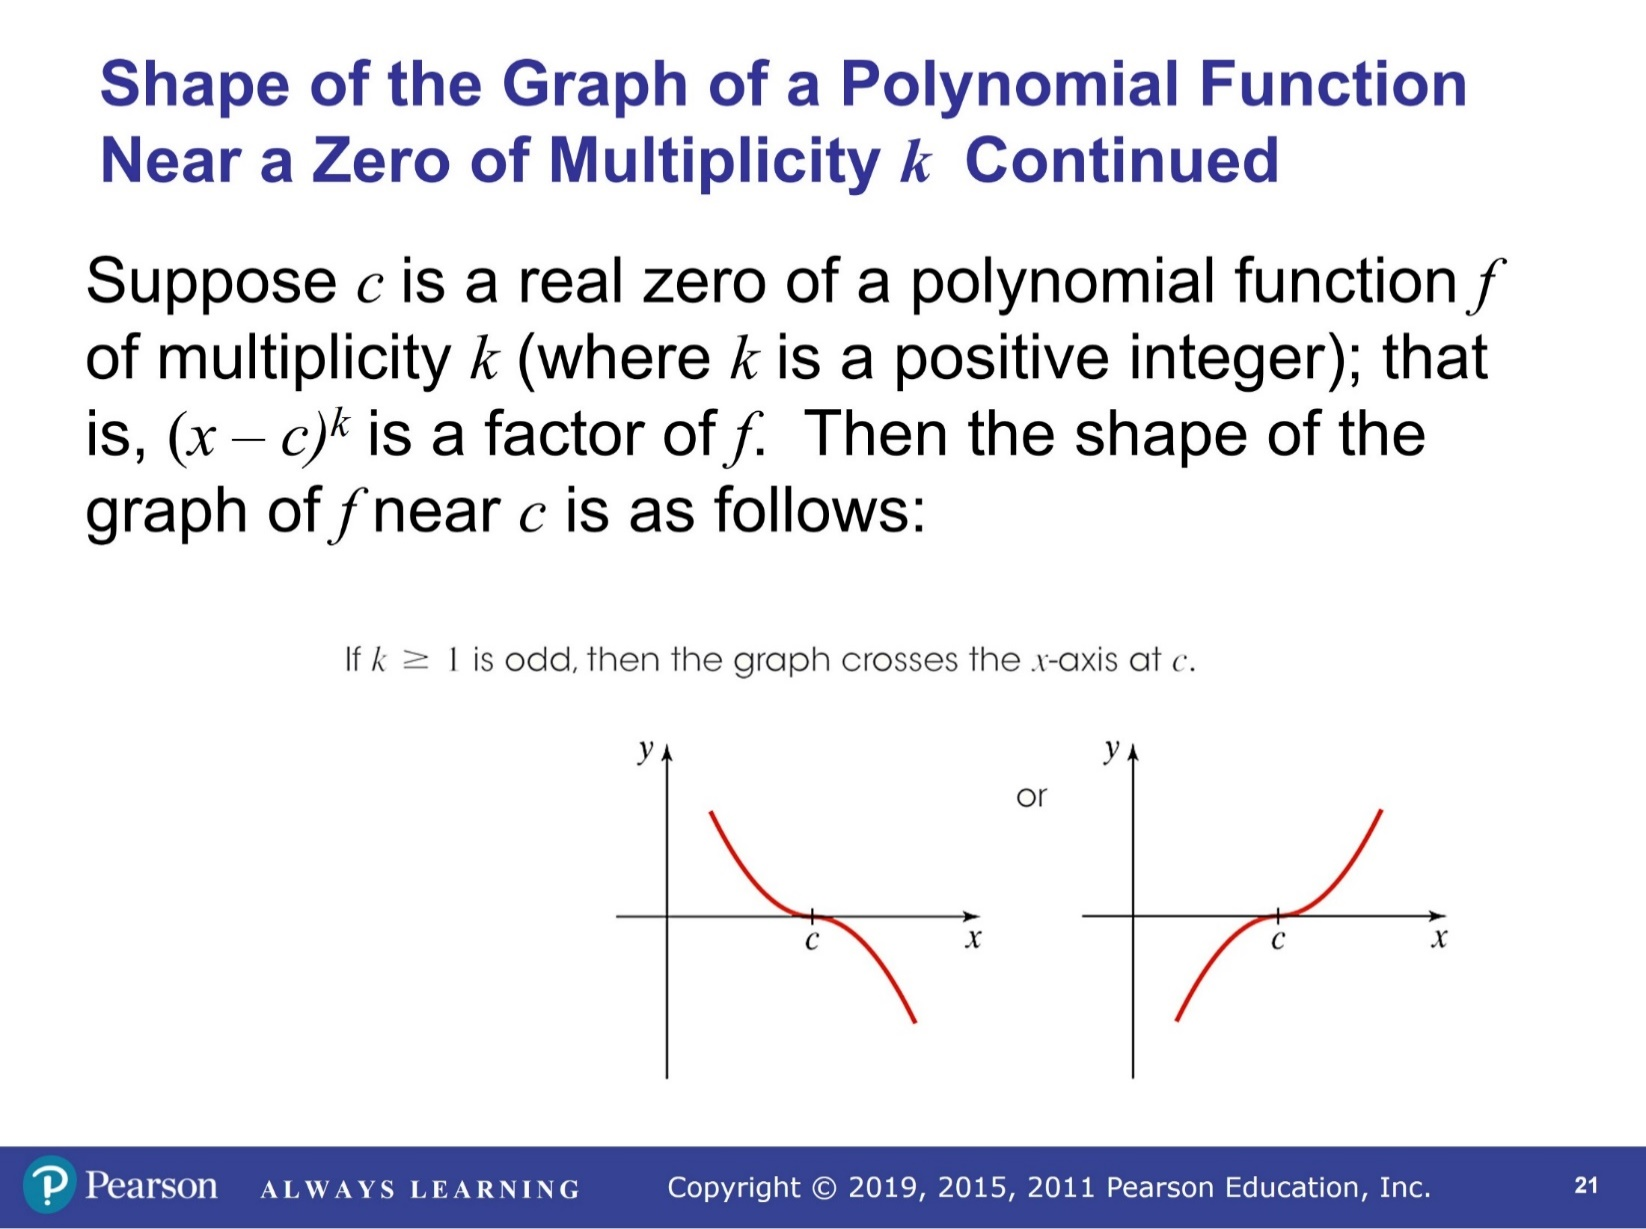 Shape of the Graph of a Polynomial Function
Near a Zero of Multiplicity k Continued
Suppose c is a real zero of a polynomial function f
of multiplicity k (where k is a positive integer); that
is, (x – c)^k is a factor of f. Then the shape of the
graph of f near c is as follows:
If k ≥ 1 is odd, then the graph crosses the x-axis at c.
y
c
x
or
y
c
x
Pearson ALWAYS LEARNING Copyright © 2019, 2015, 2011 Pearson Education, Inc. 21